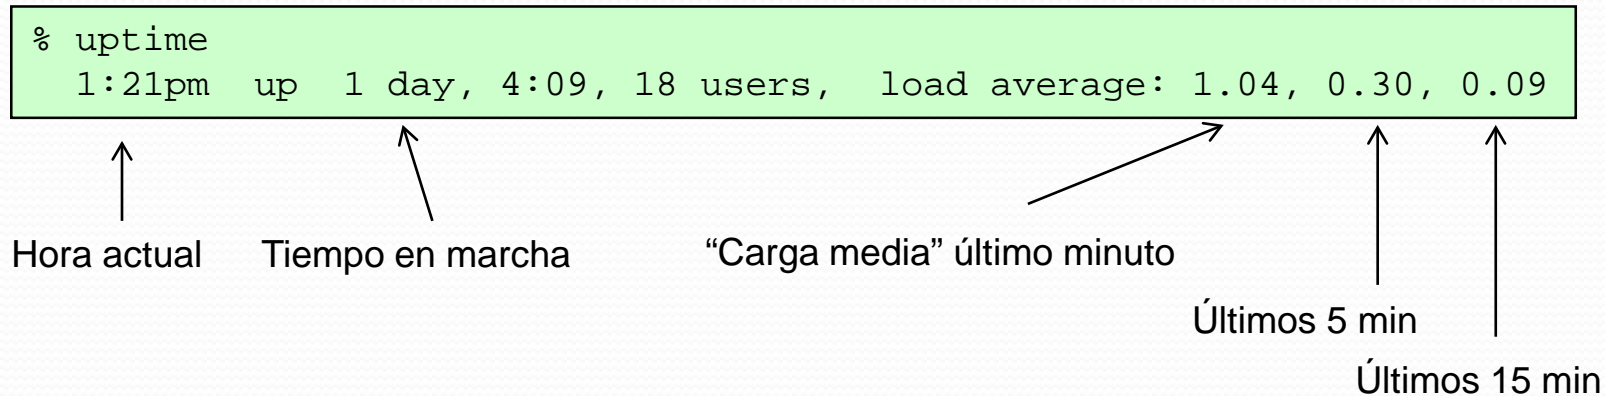 % uptime
1:21pm up 1 day, 4:09, 18 users, load average: 1.04, 0.30, 0.09
Hora actual
Tiempo en marcha
“Carga media” último minuto
Últimos 5 min
Últimos 15 min